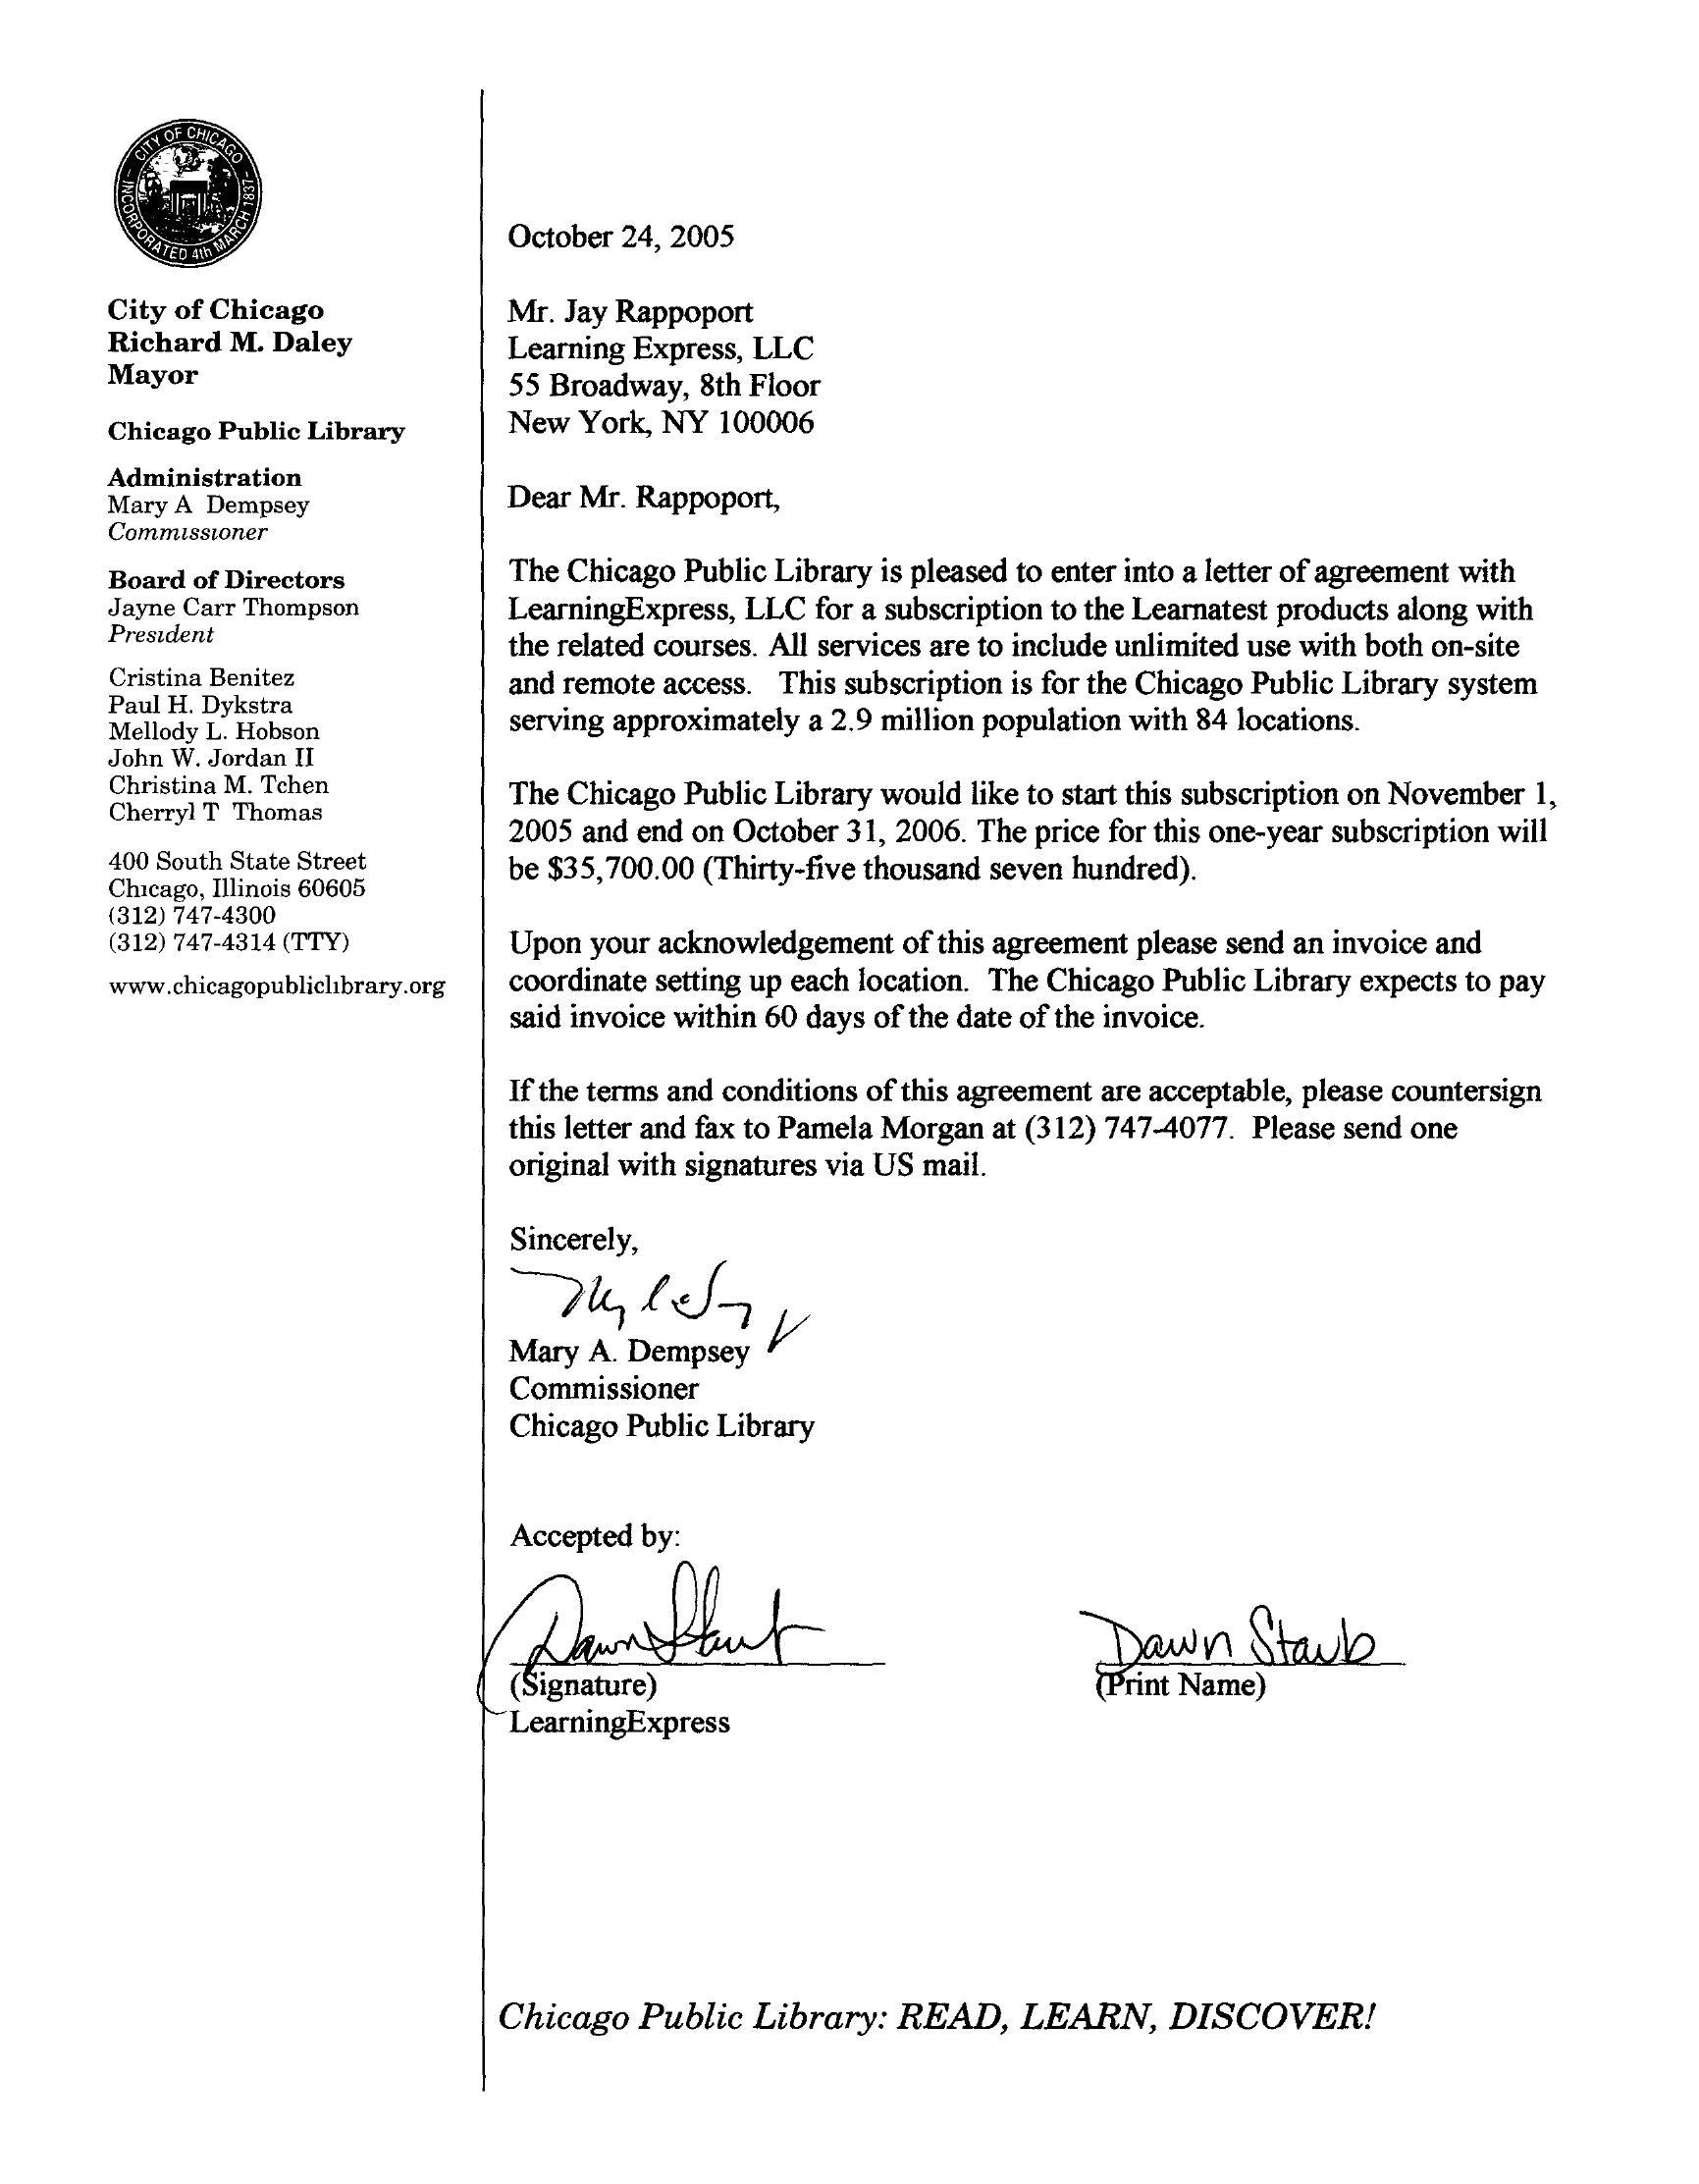 CITY OF CHICAGO
INCORPORATED 4th MARCH 1837
City of Chicago
Richard M. Daley
Mayor
Chicago Public Library
Administration
Mary A Dempsey
Commissioner
Board of Directors
Jayne Carr Thompson
President
Cristina Benitez
Paul H. Dykstra
Mellody L. Hobson
John W. Jordan II
Christina M. Tchen
Cherryl T Thomas
400 South State Street
Chicago, Illinois 60605
(312) 747-4300
(312) 747-4314 (TTY)
www.chicagopubliclibrary.org
October 24, 2005
Mr. Jay Rappoport
Learning Express, LLC
55 Broadway, 8th Floor
New York, NY 100006
Dear Mr. Rappoport,
The Chicago Public Library is pleased to enter into a letter of agreement with
LearningExpress, LLC for a subscription to the Learnatest products along with
the related courses. All services are to include unlimited use with both on-site
and remote access. This subscription is for the Chicago Public Library system
serving approximately a 2.9 million population with 84 locations.
The Chicago Public Library would like to start this subscription on November 1,
2005 and end on October 31, 2006. The price for this one-year subscription will
be $35,700.00 (Thirty-five thousand seven hundred).
Upon your acknowledgement of this agreement please send an invoice and
coordinate setting up each location. The Chicago Public Library expects to pay
said invoice within 60 days of the date of the invoice.
If the terms and conditions of this agreement are acceptable, please countersign
this letter and fax to Pamela Morgan at (312) 747-4077. Please send one
original with signatures via US mail.
Sincerely,
Mary A. Dempsey
Commissioner
Chicago Public Library
Accepted by:
Dawn Staub Dawn Staub
(Signature) (Print Name)
LearningExpress
Chicago Public Library: READ, LEARN, DISCOVER!